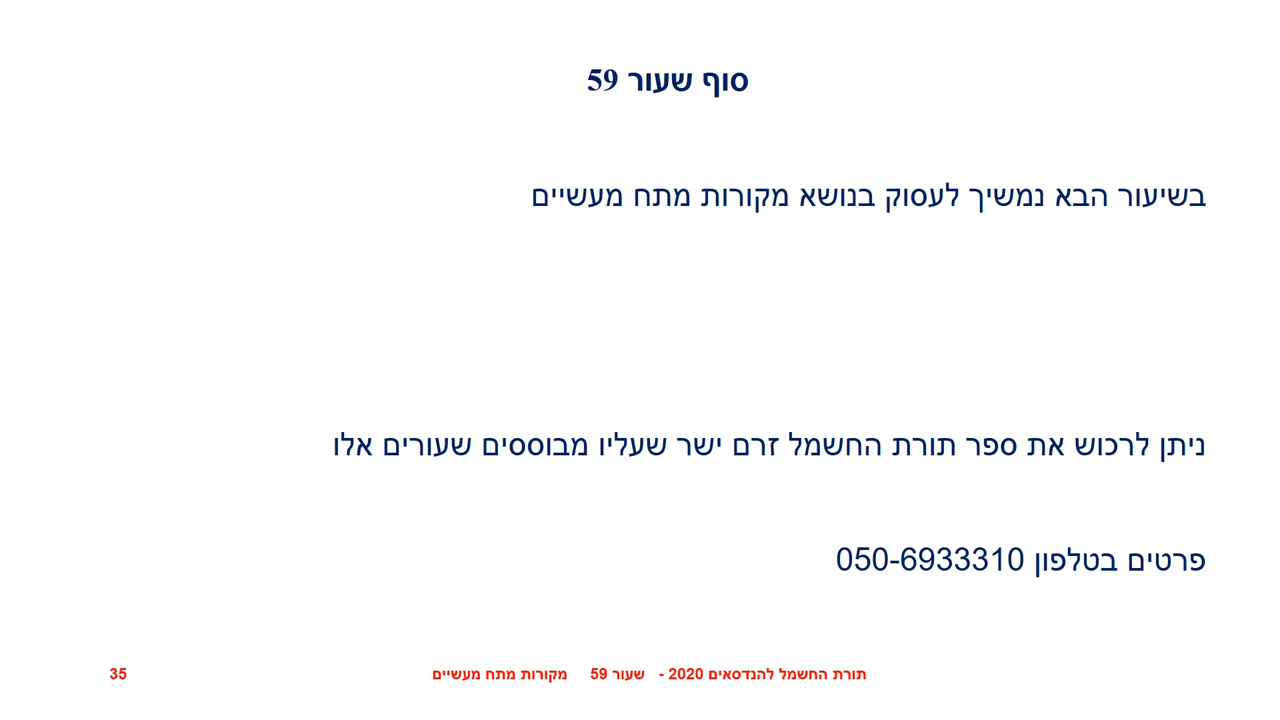 סוף שעור 59
בשיעור הבא נמשיך לעסוק בנושא מקורות מתח מעשיים
ניתן לרכוש את ספר תורת החשמל זרם ישר שעליו מבוססים שעורים אלו
פרטים בטלפון 050-6933310
תורת החשמל להנדסאים 2020 - שעור 59 מקורות מתח מעשיים
35